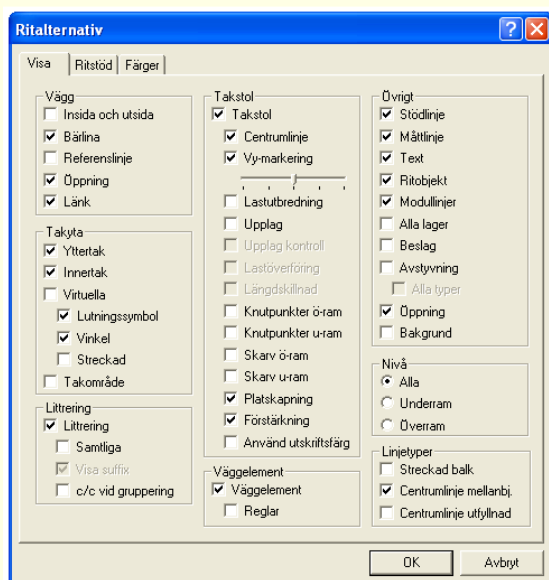 Ritalternativ
Visa
Ritstöd
Färger
Vägg
Insida och utsida
Bärlina
Referenslinje
Öppning
Länk
Takyta
Yttertak
Innertak
Virtuella
Lutningssymbol
Vinkel
Streckad
Takområde
Littrering
Littrering
Samtliga
Visa suffix
c/c vid gruppering
Takstol
Takstol
Centrumlinje
Vy-markering
Lastutbredning
Upplag
Upplag kontroll
Lastöverföring
Längdskillnad
Knutpunkter ö-ram
Knutpunkter u-ram
Skarv ö-ram
Skarv u-ram
Platskapning
Förstärkning
Använd utskriftsfärg
Väggelement
Väggelement
Reglar
Övrigt
Stödlinje
Måttlinje
Text
Ritobjekt
Modullinjer
Alla lager
Beslag
Avstyvning
Alla typer
Öppning
Bakgrund
Nivå
Alla
Underram
Överram
Linjetyper
Streckad balk
Centrumlinje mellanbj.
Centrumlinje utfyllnad
OK
Avbryt